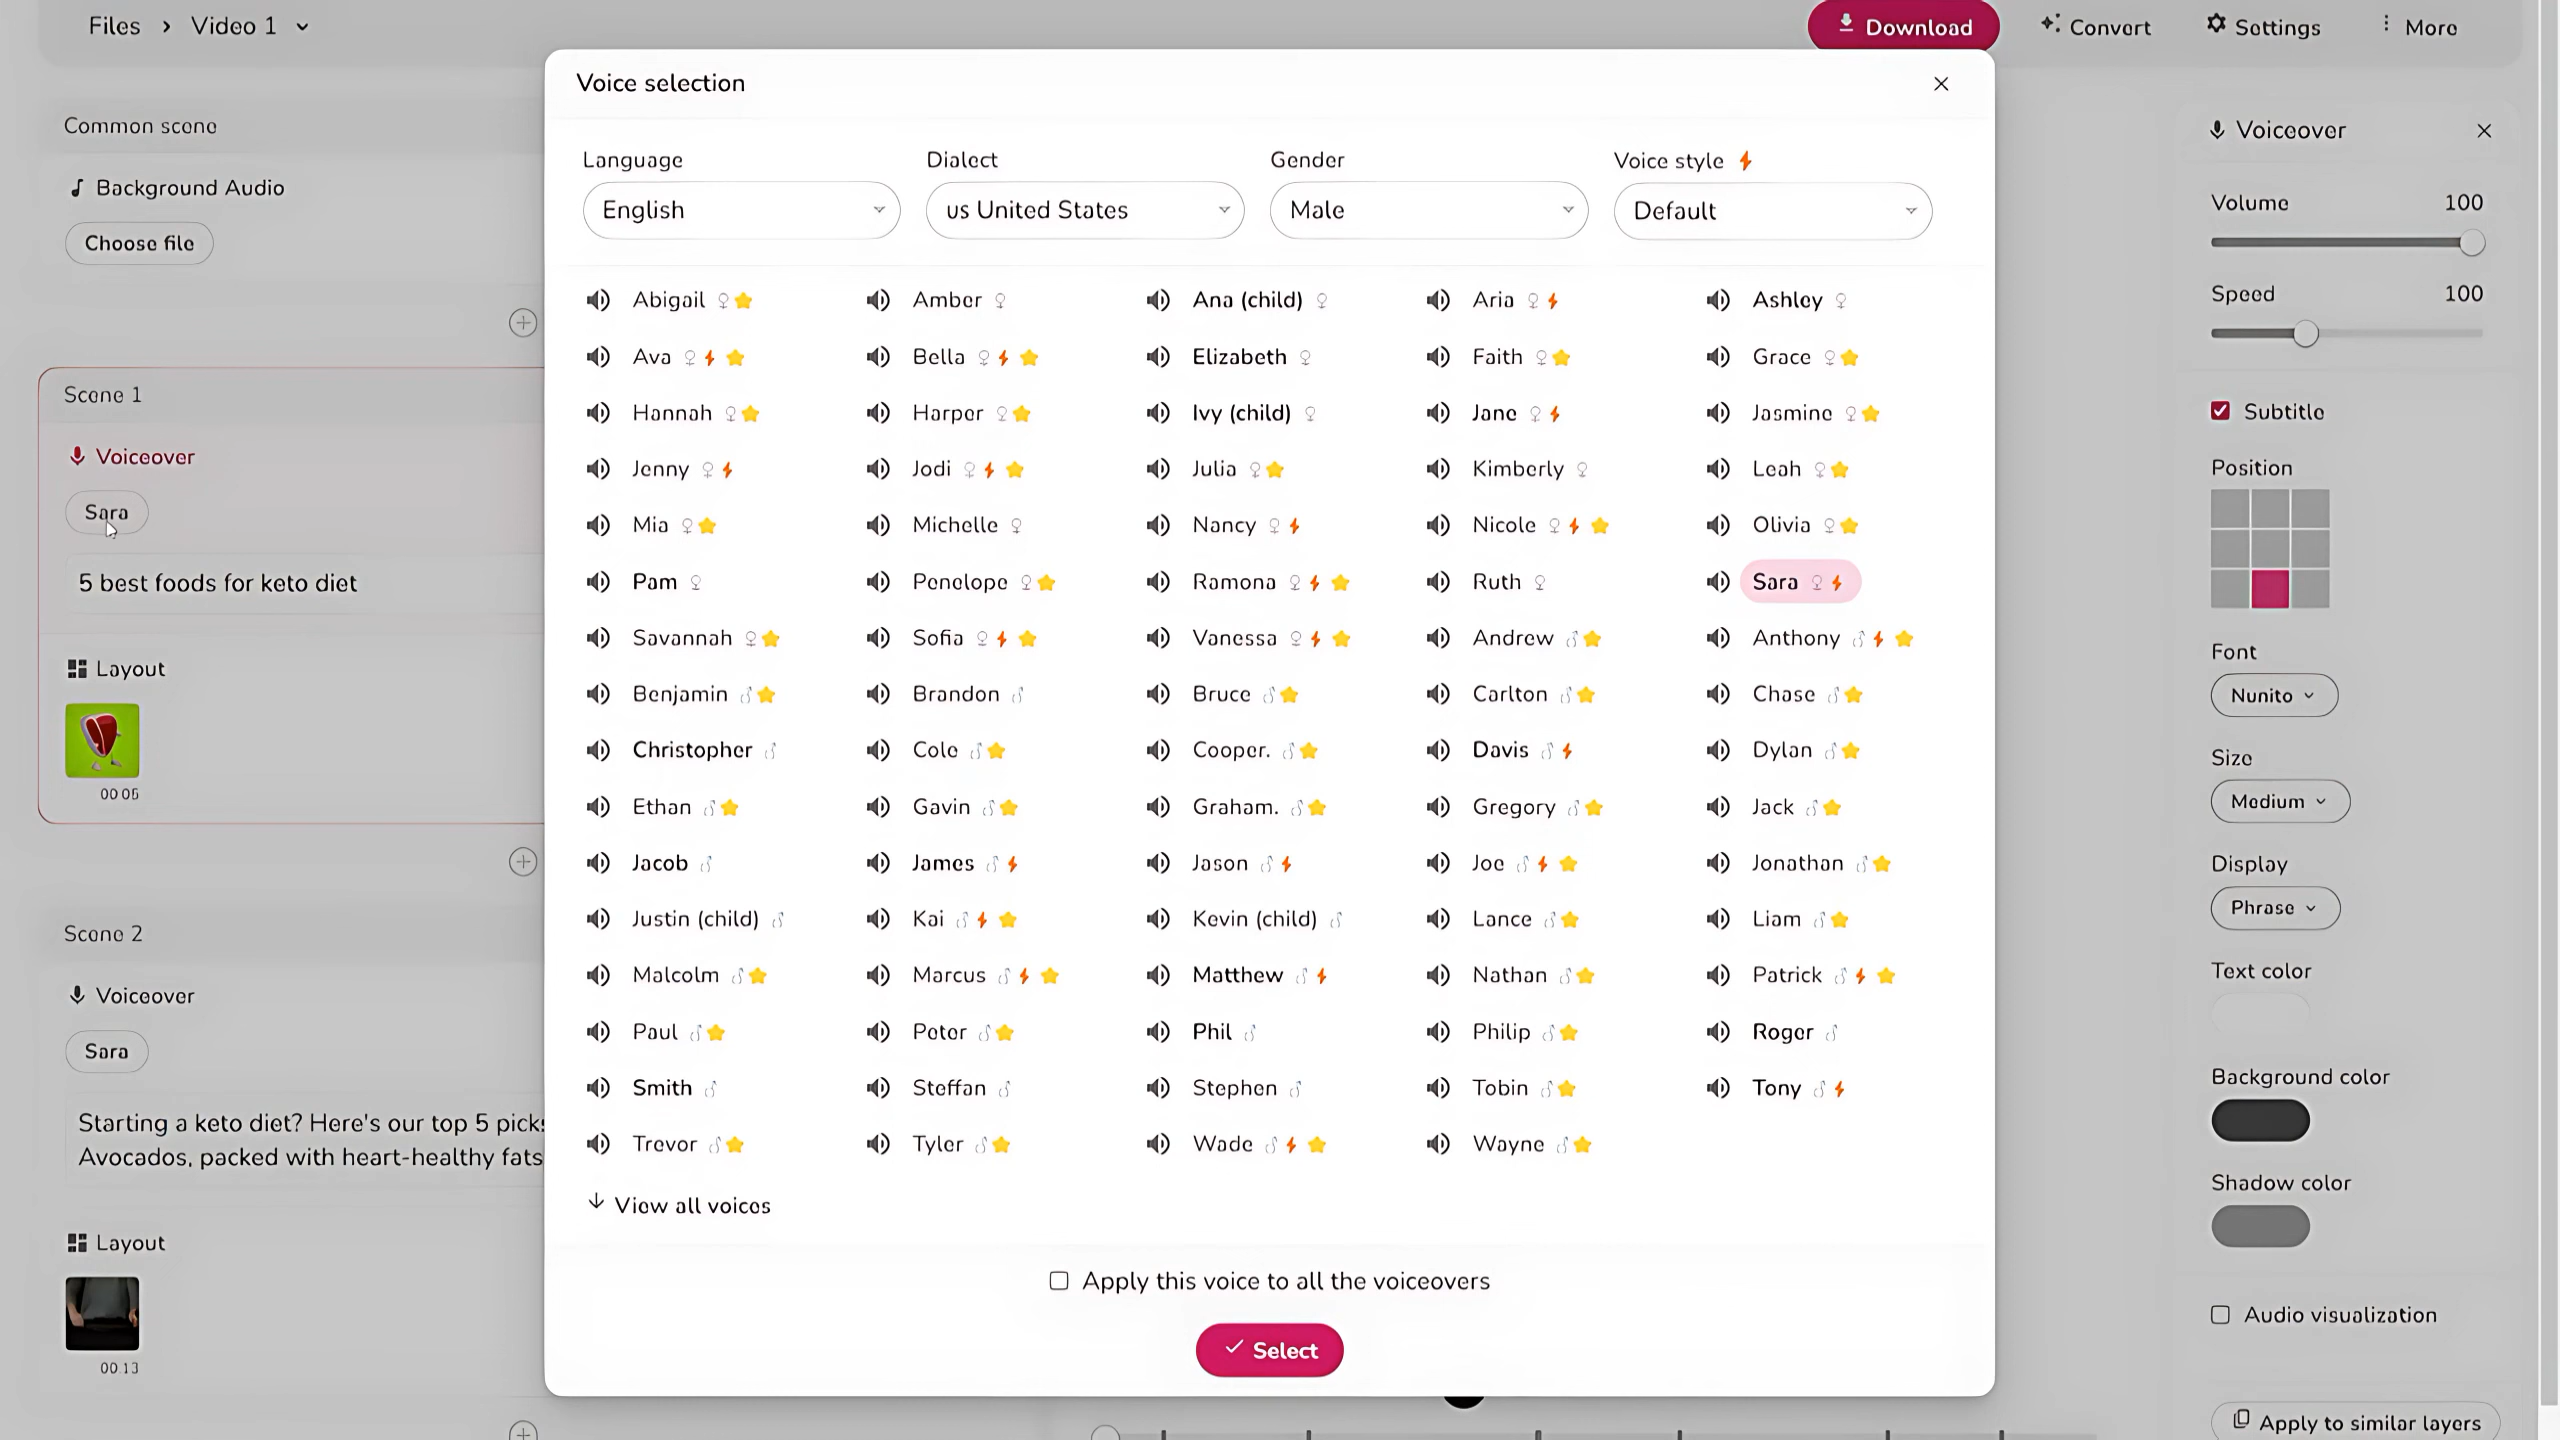 Files > Video 1
Download
Convert
Settings
More
Common scene
Background Audio
Choose file
Scene 1
Voiceover
Sara
5 best foods for keto diet
Layout
00:05
Scene 2
Voiceover
Sara
Starting a keto diet? Here's our top 5 picks
Avocados, packed with heart-healthy fats
Layout
00:13
Voice selection
Language Dialect Gender Voice style
English us United States Male Default
Abigail Amber Ana (child) Aria Ashley
Ava Bella Elizabeth Faith Grace
Hannah Harper Ivy (child) Jane Jasmine
Jenny Jodi Julia Kimberly Leah
Mia Michelle Nancy Nicole Olivia
Pam Penelope Ramona Ruth Sara
Savannah Sofia Vanessa Andrew Anthony
Benjamin Brandon Bruce Carlton Chase
Christopher Cole Cooper. Davis Dylan
Ethan Gavin Graham. Gregory Jack
Jacob James Jason Joe Jonathan
Justin (child) Kai Kevin (child) Lance Liam
Malcolm Marcus Matthew Nathan Patrick
Paul Peter Phil Philip Roger
Smith Steffan Stephen Tobin Tony
Trevor Tyler Wade Wayne
View all voices
Apply this voice to all the voiceovers
Select
Voiceover
Volume 100
Speed 100
Subtitle
Position
Font
Nunito
Size
Medium
Display
Phrase
Text color
Background color
Shadow color
Audio visualization
Apply to similar layers